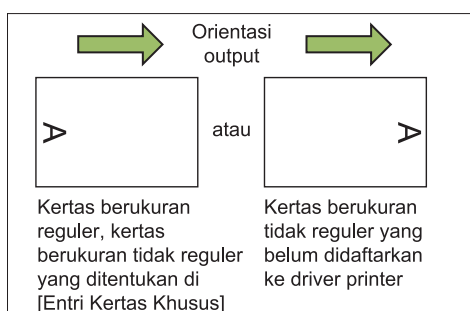 Orientasi
output
A
atau
A
Kertas berukuran
reguler, kertas
berukuran tidak reguler
yang ditentukan di
[Entri Kertas Khusus]
Kertas berukuran
tidak reguler yang
belum didaftarkan
ke driver printer